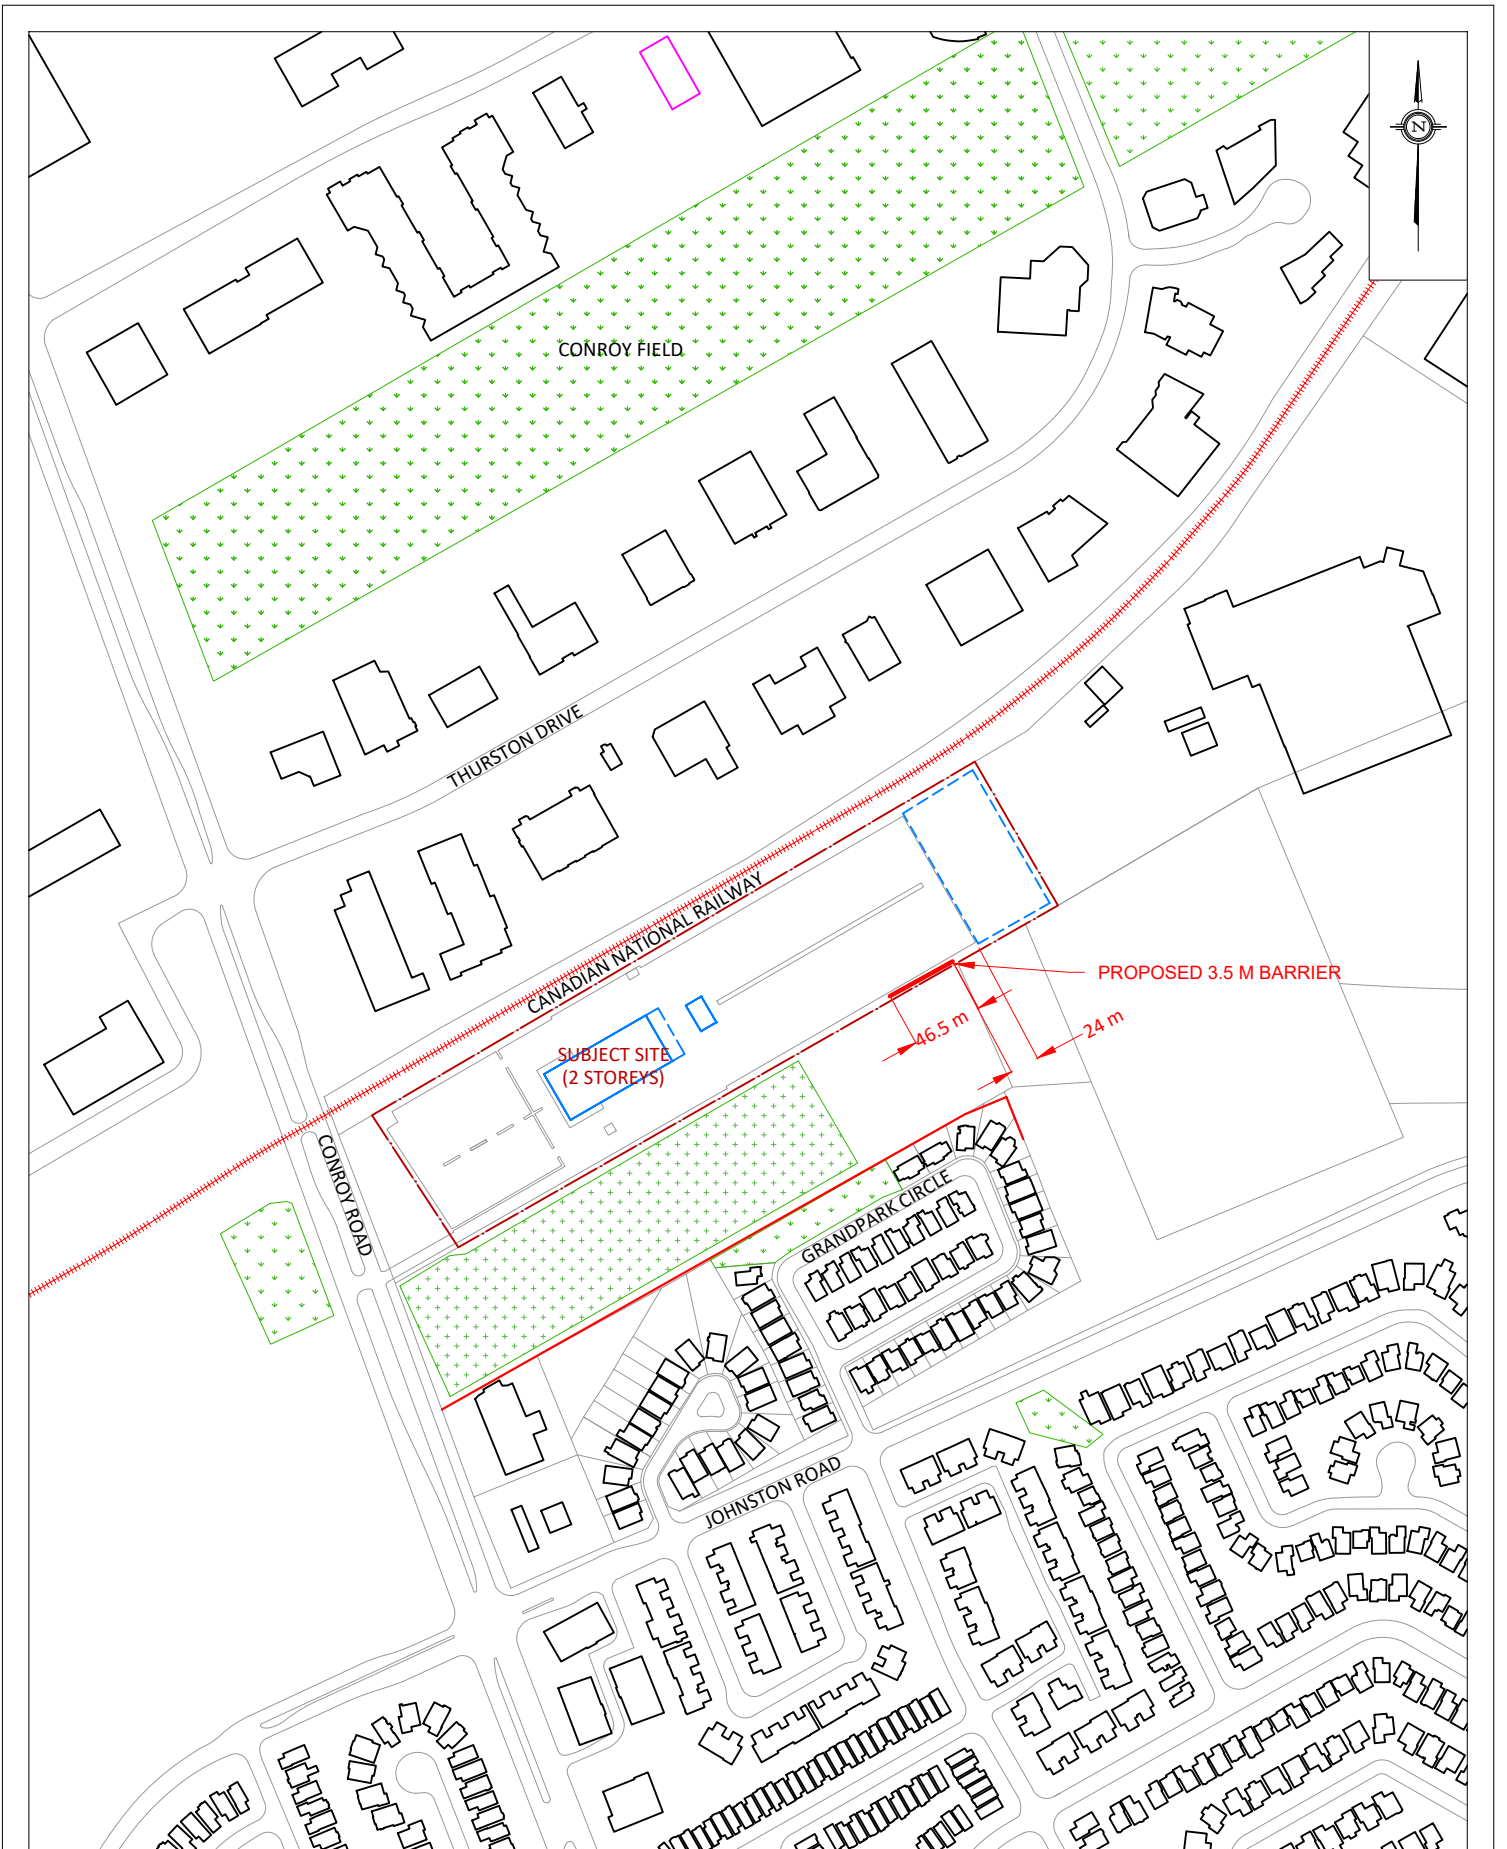 N
CONROY FIELD
THURSTON DRIVE
CANADIAN NATIONAL RAILWAY
PROPOSED 3.5 M BARRIER
46.5 m
24 m
SUBJECT SITE
(2 STOREYS)
CONROY ROAD
GRANDPARK CIRCLE
JOHNSTON ROAD